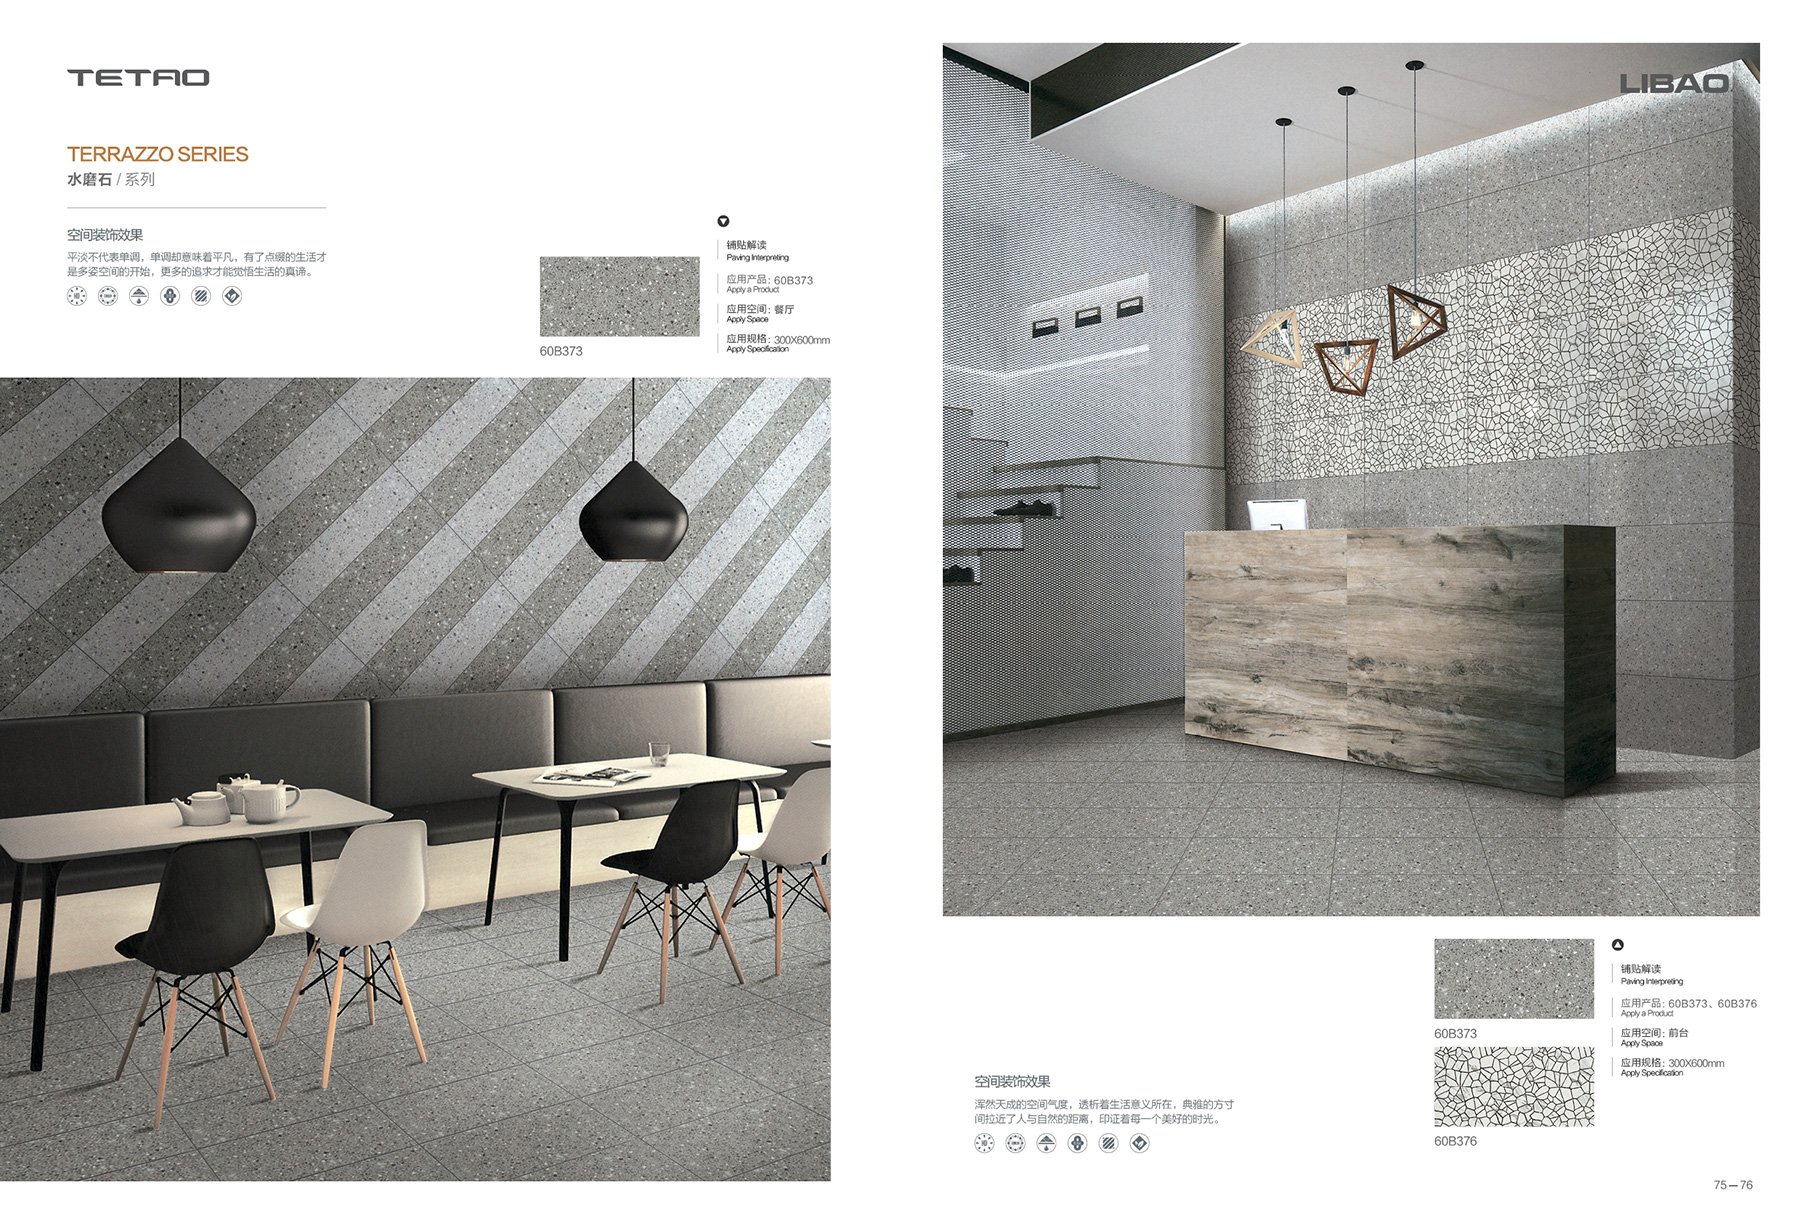 TETAO
TERRAZZO SERIES
水磨石 / 系列
空间装饰效果
平淡不代表单调，单调却意味着平凡，有了点缀的生活才
是多姿空间的开始，更多的追求才能觉悟生活的真谛。
60B373
铺贴解读
Paving Interpreting
应用产品：60B373
Apply a Product
应用空间：餐厅
Apply Space
应用规格：300X600mm
Apply Specification
LIBAO
空间装饰效果
浑然天成的空间气度，透析着生活意义所在，典雅的方寸
间拉近了人与自然的距离，印证着每一个美好的时光。
60B373
60B376
铺贴解读
Paving Interpreting
应用产品：60B373、60B376
Apply a Product
应用空间：前台
Apply Space
应用规格：300X600mm
Apply Specification
75—76